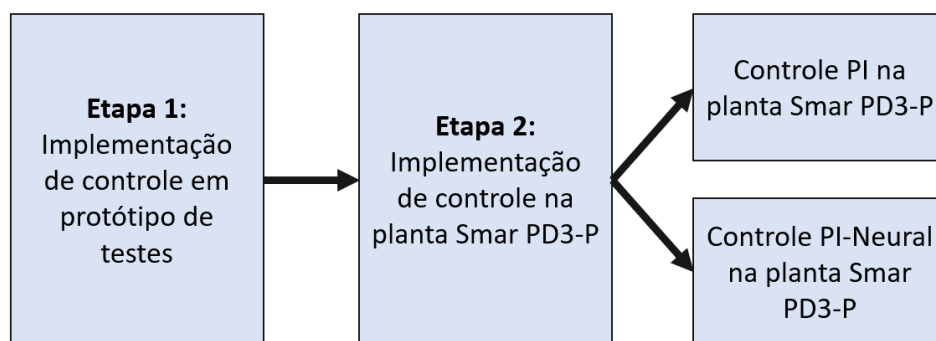 Etapa 1:
Implementação
de controle em
protótipo de
testes
Etapa 2:
Implementação
de controle na
planta Smar PD3-P
Controle PI na
planta Smar PD3-P
Controle PI-Neural
na planta Smar
PD3-P